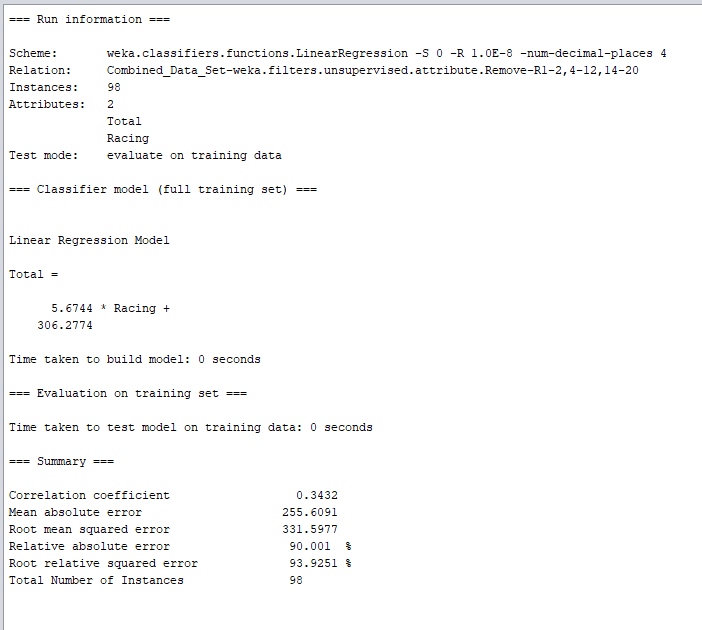 === Run information ===
Scheme: weka.classifiers.functions.LinearRegression -S 0 -R 1.0E-8 -num-decimal-places 4
Relation: Combined_Data_Set-weka.filters.unsupervised.attribute.Remove-R1-2,4-12,14-20
Instances: 98
Attributes: 2
Total
Racing
Test mode: evaluate on training data
=== Classifier model (full training set) ===
Linear Regression Model
Total =
5.6744 * Racing +
306.2774
Time taken to build model: 0 seconds
=== Evaluation on training set ===
Time taken to test model on training data: 0 seconds
=== Summary ===
Correlation coefficient 0.3432
Mean absolute error 255.6091
Root mean squared error 331.5977
Relative absolute error 90.001 %
Root relative squared error 93.9251 %
Total Number of Instances 98